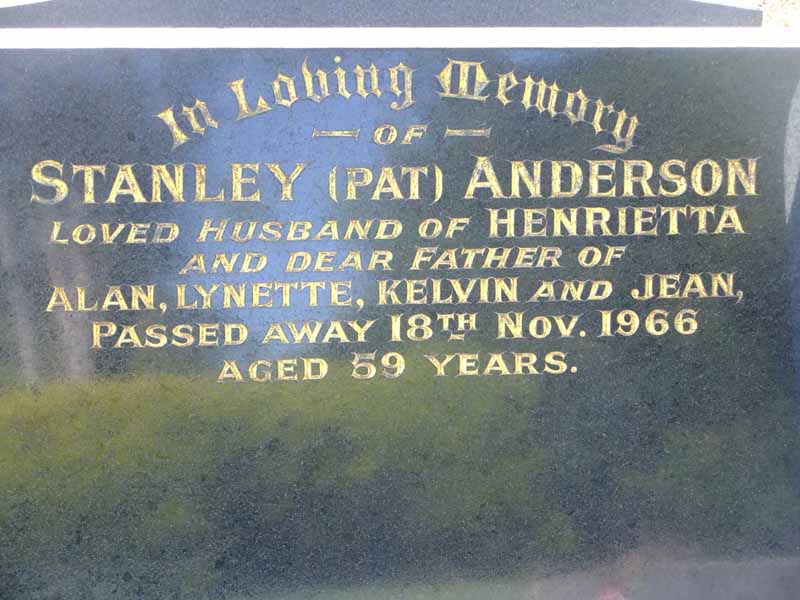 In Loving Memory
— OF —
STANLEY (PAT) ANDERSON
LOVED HUSBAND OF HENRIETTA
AND DEAR FATHER OF
ALAN, LYNETTE, KELVIN AND JEAN,
PASSED AWAY 18TH NOV. 1966
AGED 59 YEARS.